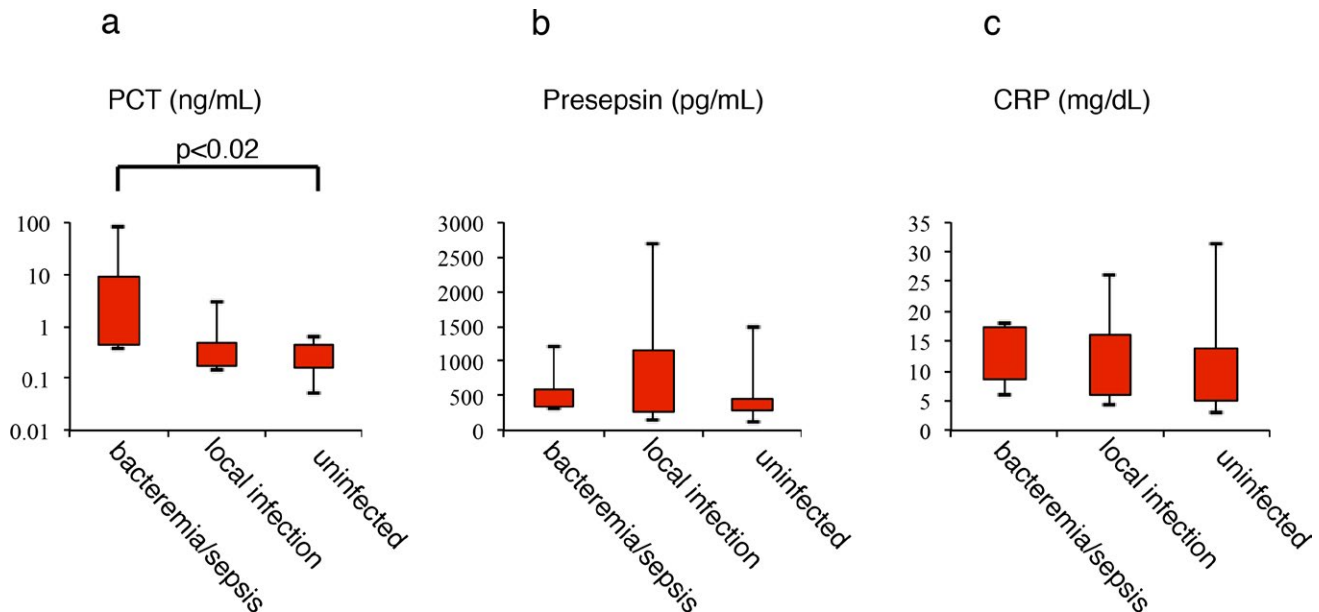 a
PCT (ng/mL)
p<0.02
100
10
1
0.1
0.01
bacteremia/sepsis
local infection
uninfected
b
Presepsin (pg/mL)
3000
2500
2000
1500
1000
500
0
bacteremia/sepsis
local infection
uninfected
c
CRP (mg/dL)
35
30
25
20
15
10
5
0
bacteremia/sepsis
local infection
uninfected